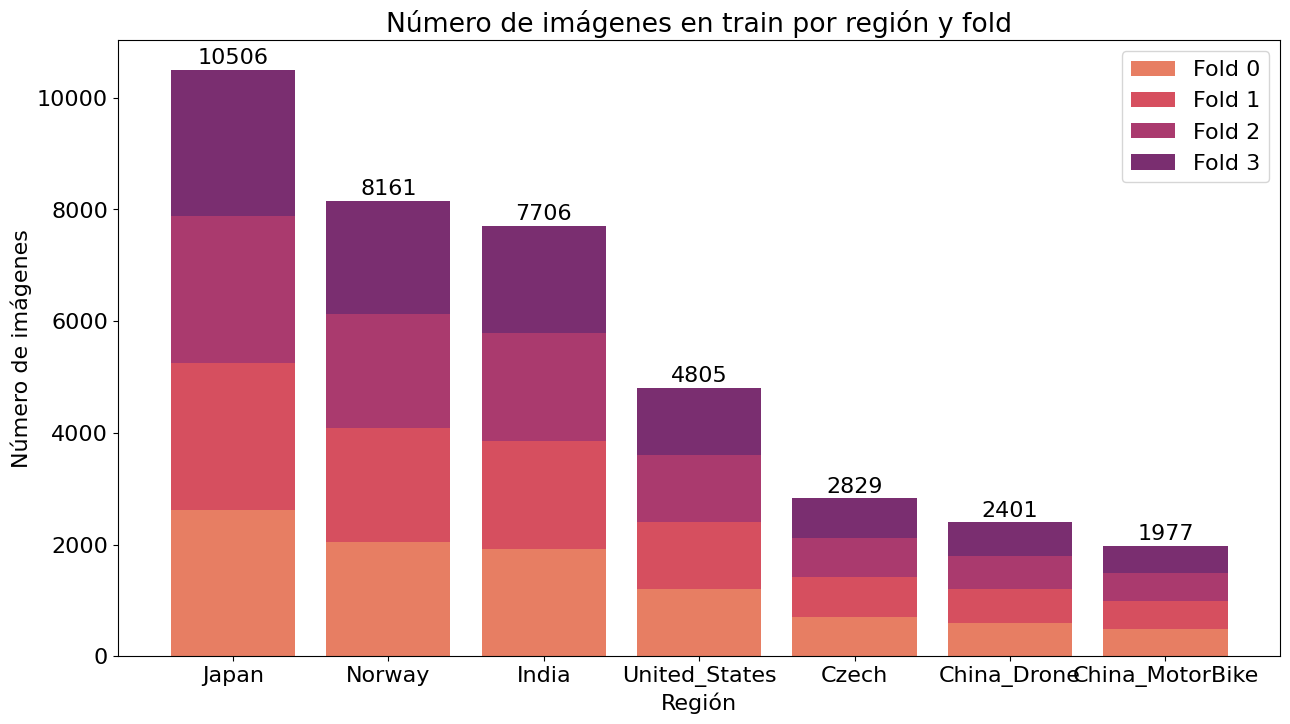 Número de imágenes en train por región y fold
10506
8161
7706
4805
2829
2401
1977
Fold 0
Fold 1
Fold 2
Fold 3
Número de imágenes
10000
8000
6000
4000
2000
0
Japan
Norway
India
United_States
Czech
China_Drone
China_MotorBike
Región